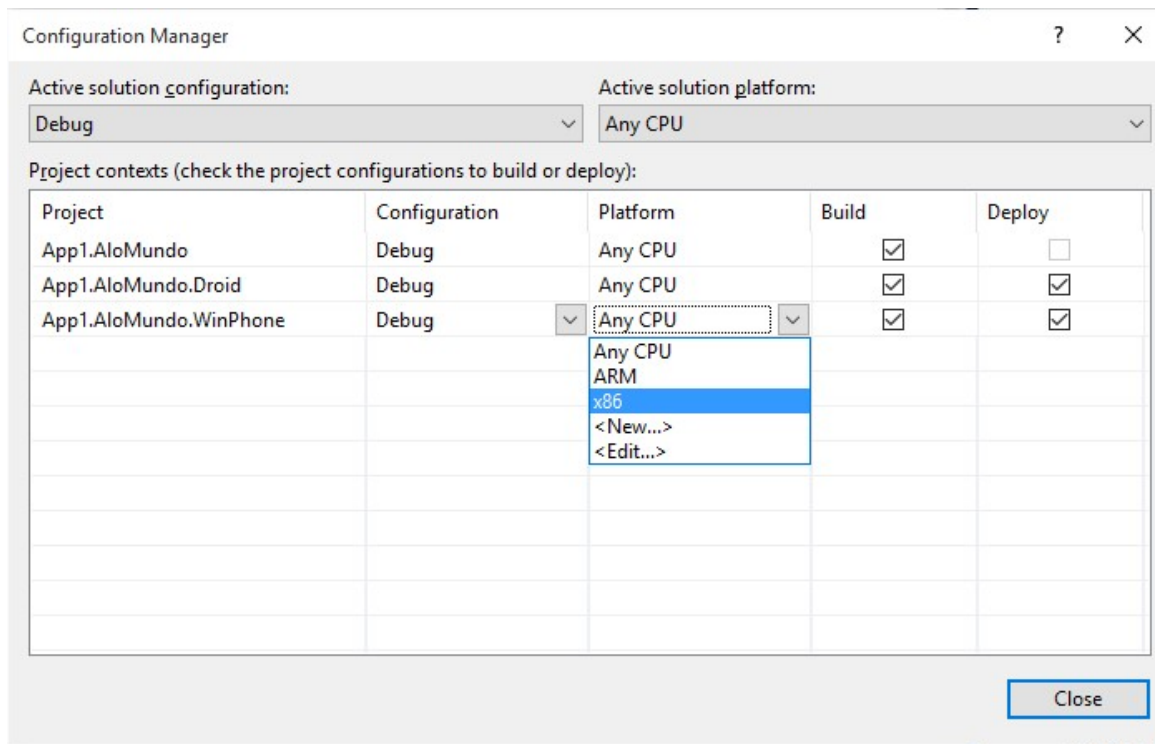 Configuration Manager
Active solution configuration: Active solution platform:
Debug Any CPU
Project contexts (check the project configurations to build or deploy):
Project Configuration Platform Build Deploy
App1.AloMundo Debug Any CPU
App1.AloMundo.Droid Debug Any CPU
App1.AloMundo.WinPhone Debug Any CPU
Any CPU
ARM
x86
<New...>
<Edit...>
Close